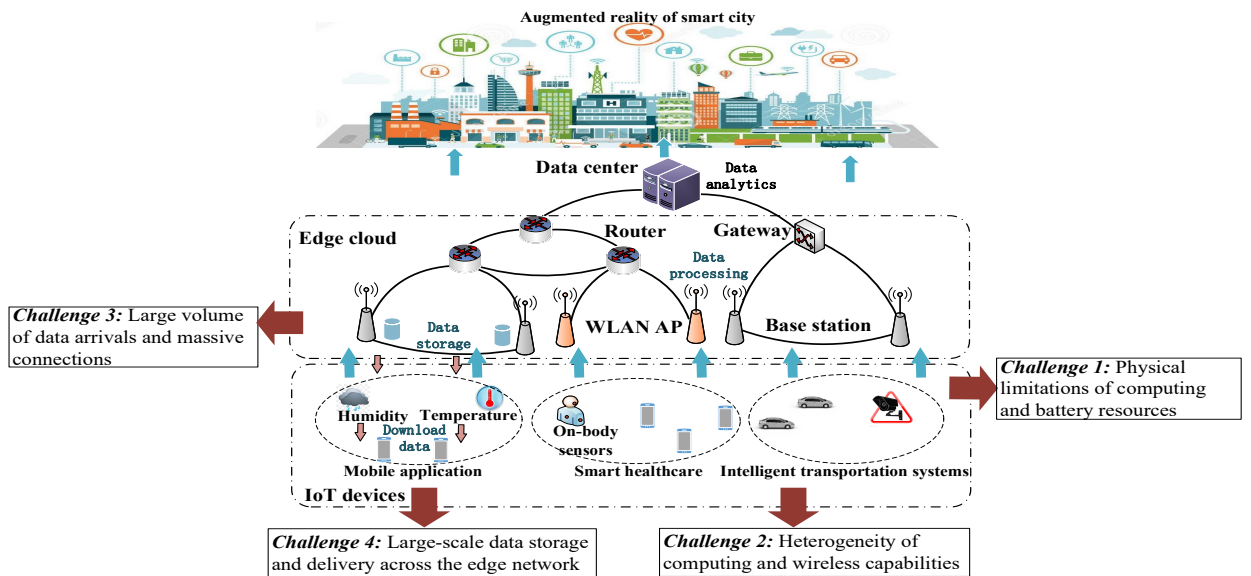 Augmented reality of smart city
H
Data center
Data
analytics
Edge cloud
Router
Gateway
Data
processing
Data
storage
WLAN AP
Base station
Challenge 3: Large volume
of data arrivals and massive
connections
Challenge 1: Physical
limitations of computing
and battery resources
Humidity
Temperature
Download
data
On-body
sensors
Mobile application
Smart healthcare
Intelligent transportation systems
IoT devices
Challenge 4: Large-scale data storage
and delivery across the edge network
Challenge 2: Heterogeneity of
computing and wireless capabilities